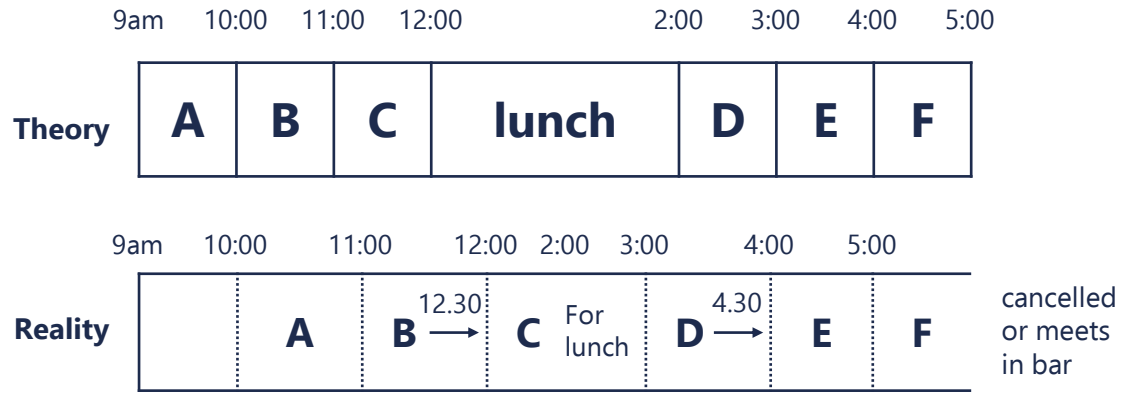 9am 10:00 11:00 12:00 2:00 3:00 4:00 5:00
Theory A B C lunch D E F
9am 10:00 11:00 12:00 2:00 3:00 4:00 5:00
Reality A B 12.30 C For lunch D 4.30 E F
cancelled
or meets
in bar